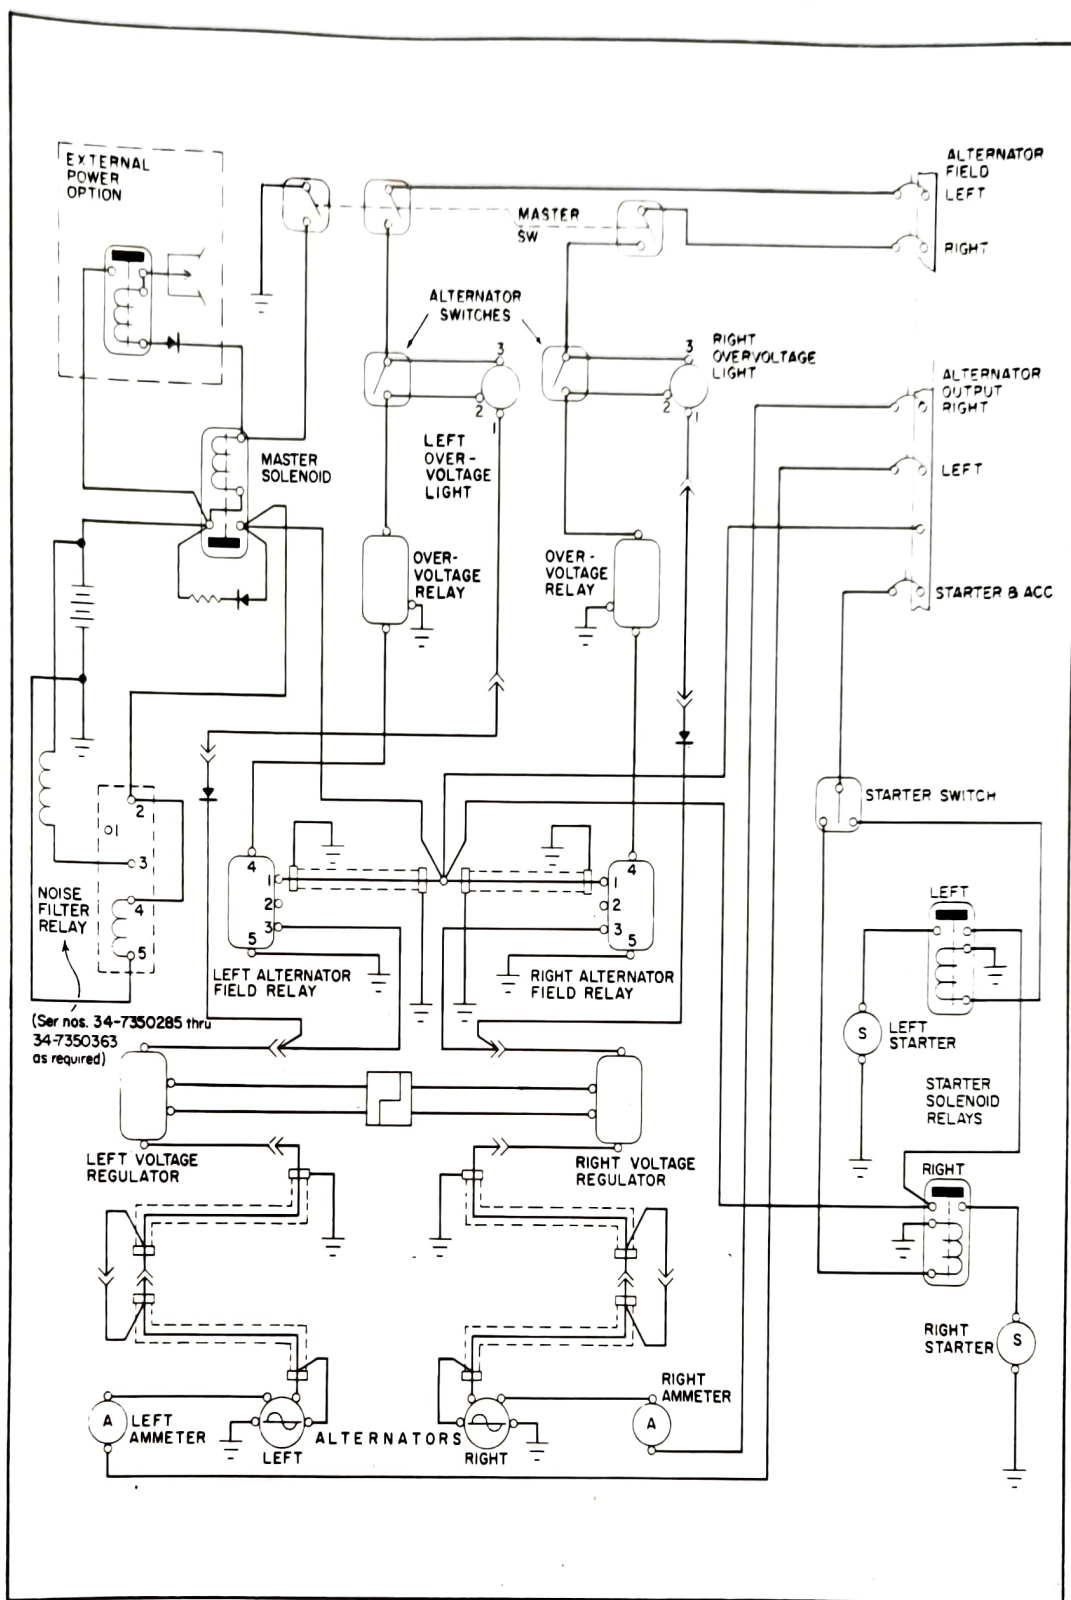 EXTERNAL
POWER
OPTION
ALTERNATOR
FIELD
LEFT
RIGHT
MASTER
SW
ALTERNATOR
SWITCHES
3
2
1
3
2
1
RIGHT
OVERVOLTAGE
LIGHT
ALTERNATOR
OUTPUT
RIGHT
LEFT
STARTER & ACC
LEFT
OVER-
VOLTAGE
LIGHT
MASTER
SOLENOID
OVER-
VOLTAGE
RELAY
OVER-
VOLTAGE
RELAY
2
1
3
4
5
NOISE
FILTER
RELAY
(Ser nos. 34-7350285 thru
34-7350363
as required)
4
1
2
3
5
LEFT ALTERNATOR
FIELD RELAY
4
1
2
3
5
RIGHT ALTERNATOR
FIELD RELAY
STARTER SWITCH
LEFT
S
LEFT
STARTER
STARTER
SOLENOID
RELAYS
RIGHT
S
RIGHT
STARTER
LEFT VOLTAGE
REGULATOR
RIGHT VOLTAGE
REGULATOR
A
LEFT
AMMETER
ALTERNATORS
LEFT
RIGHT
RIGHT
AMMETER
A